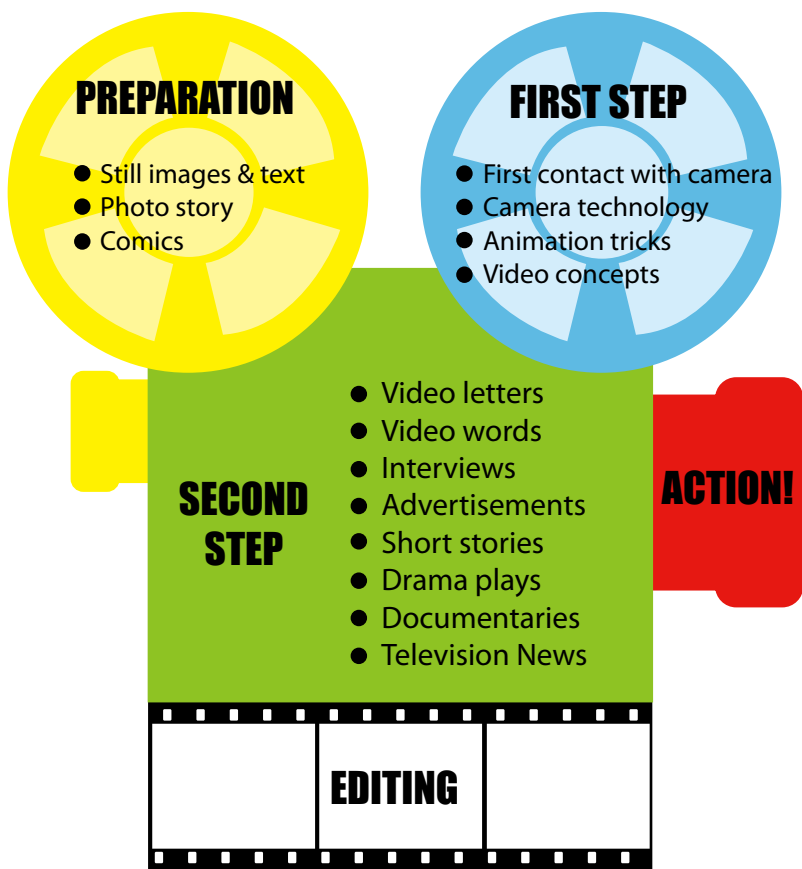 PREPARATION
● Still images & text
● Photo story
● Comics
FIRST STEP
● First contact with camera
● Camera technology
● Animation tricks
● Video concepts
SECOND
STEP
● Video letters
● Video words
● Interviews
● Advertisements
● Short stories
● Drama plays
● Documentaries
● Television News
ACTION!
EDITING